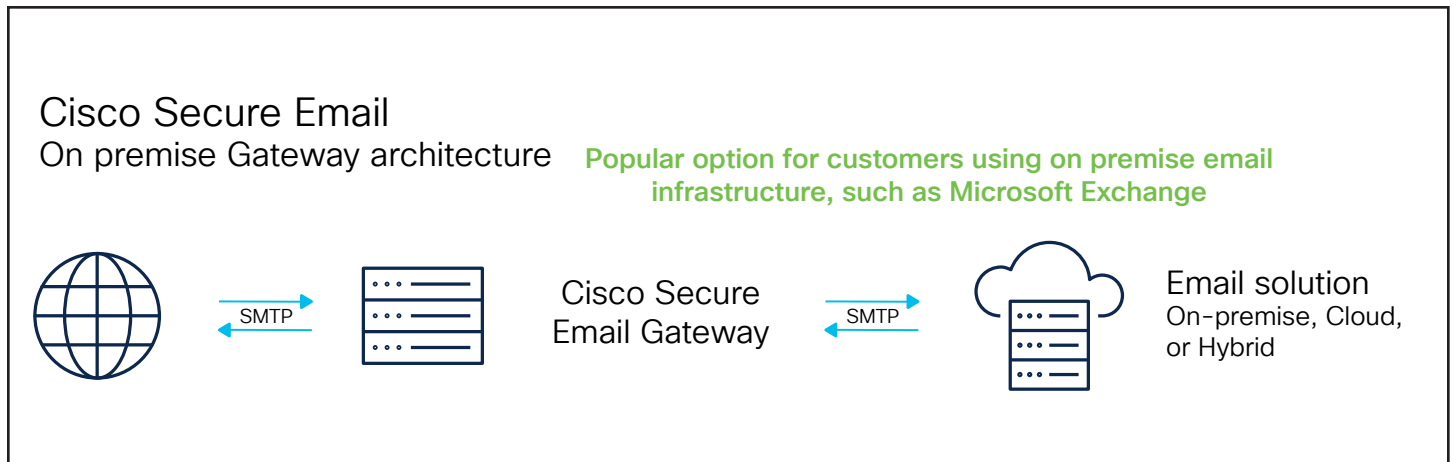 Cisco Secure Email
On premise Gateway architecture
Popular option for customers using on premise email
infrastructure, such as Microsoft Exchange
SMTP
Cisco Secure
Email Gateway
SMTP
Email solution
On-premise, Cloud,
or Hybrid